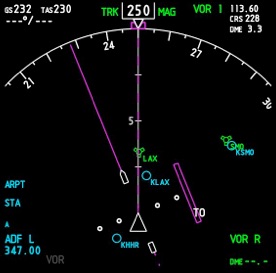 GS232 TAS230 TRK 250 MAG VOR 1 113.60
---°/--- CRS 228
DME 3.3
24 27
21 30
5
LAX SMO
KSMO
KLAX
ARPT
STA
TO
ADF L KHHR VOR R
347.00 VOR DME--.-